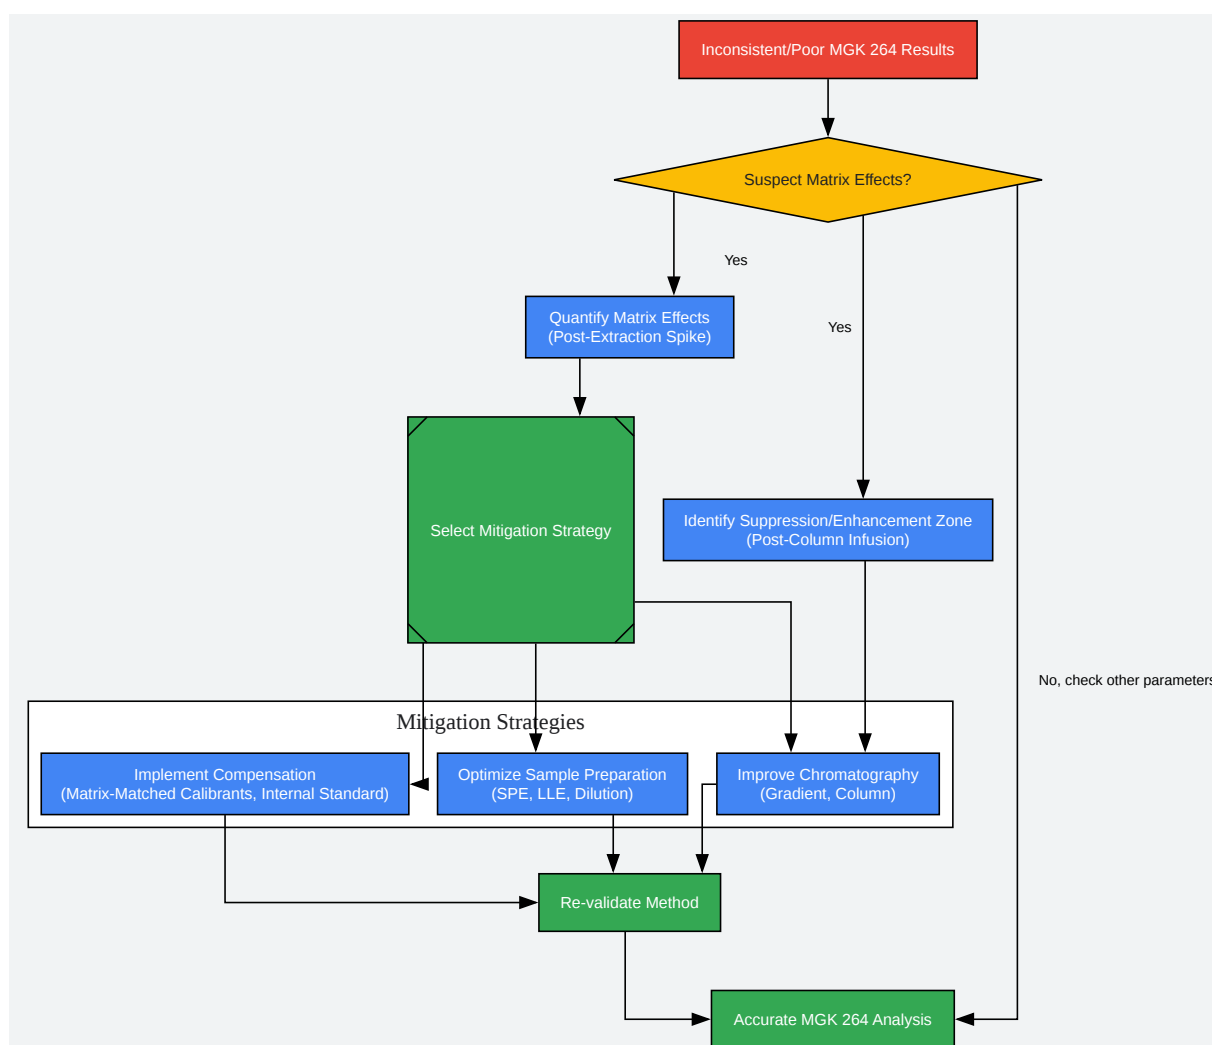 Inconsistent/Poor MGK 264 Results
Suspect Matrix Effects?
Yes
Quantify Matrix Effects
(Post-Extraction Spike)
Yes
Select Mitigation Strategy
Identify Suppression/Enhancement Zone
(Post-Column Infusion)
No, check other parameters
Mitigation Strategies
Implement Compensation
(Matrix-Matched Calibrants, Internal Standard)
Optimize Sample Preparation
(SPE, LLE, Dilution)
Improve Chromatography
(Gradient, Column)
Re-validate Method
Accurate MGK 264 Analysis